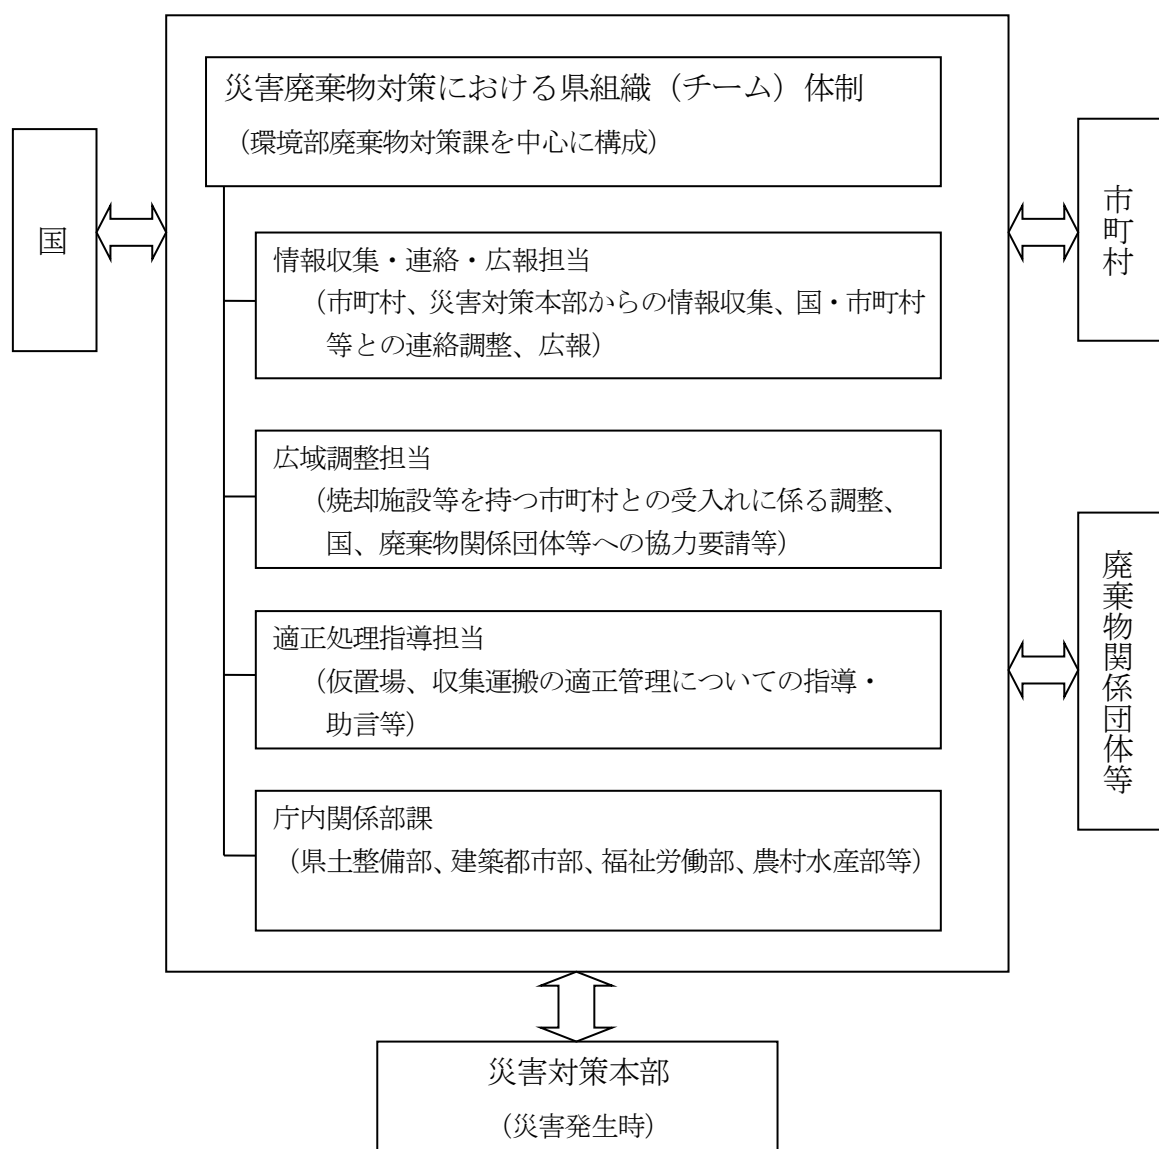 災害廃棄物対策における県組織(チーム)体制
(環境部廃棄物対策課を中心に構成)
国
情報収集・連絡・広報担当
(市町村、災害対策本部からの情報収集、国・市町村
等との連絡調整、広報)
市町村
広域調整担当
(焼却施設等を持つ市町村との受入れに係る調整、
国、廃棄物関係団体等への協力要請等)
適正処理指導担当
(仮置場、収集運搬の適正管理についての指導・
助言等)
廃棄物関係団体等
庁内関係部課
(県土整備部、建築都市部、福祉労働部、農村水産部等)
災害対策本部
(災害発生時)